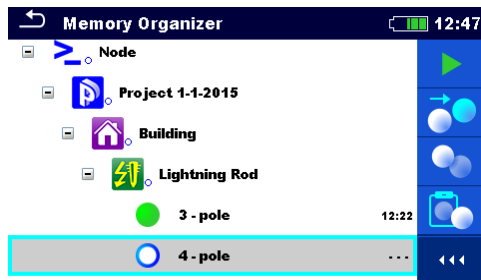 Memory Organizer 12:47
Node
Project 1-1-2015
Building
Lightning Rod
3 - pole 12:22
4 - pole ---